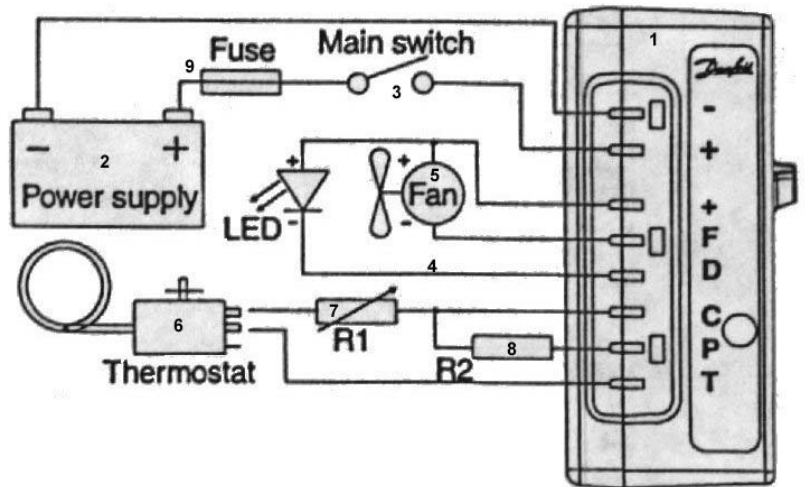 Fuse
Main switch
1
9
3
Danfoss
-
+
- 2 +
Power supply
+
LED
-
+
5
Fan
-
4
+
F
D
C
P
T
6
Thermostat
7
R1
8
R2